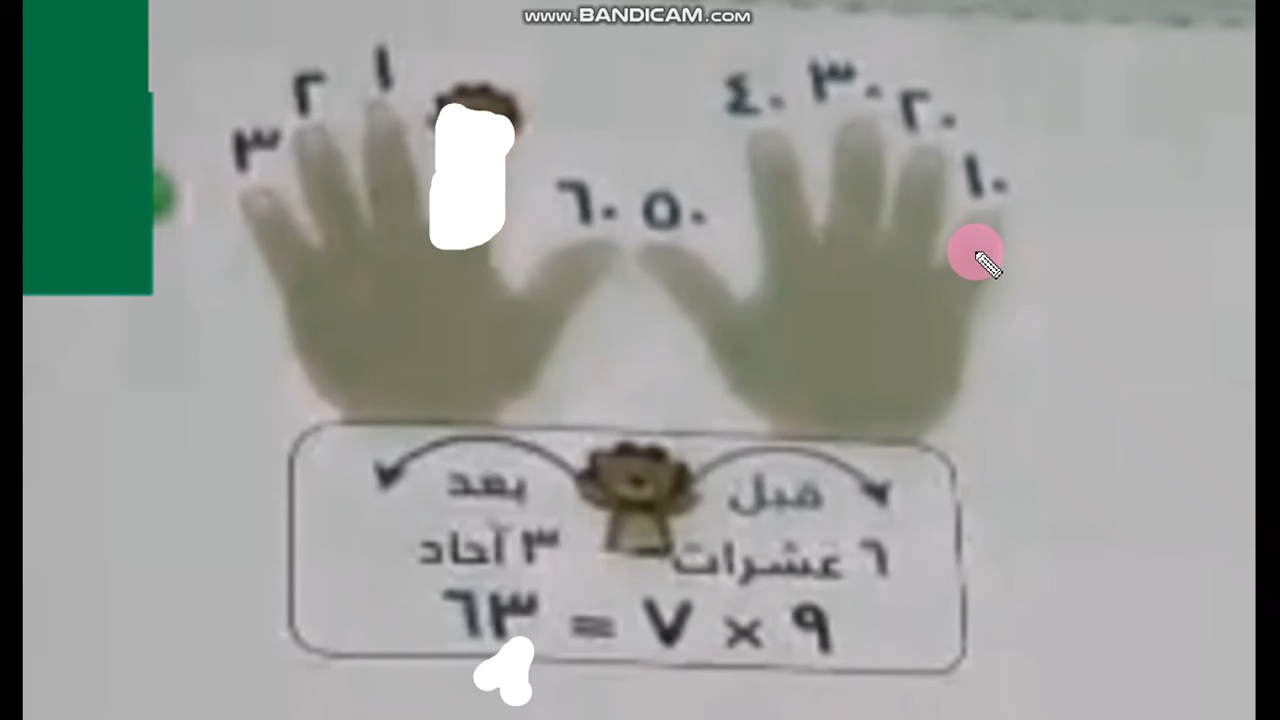 WWW.BANDICAM.COM
١٠ ٢٠ ٣٠ ٤٠
٥٠ ٦٠
١ ٢ ٣
قبل بعد
٦ عشرات ٣ آحاد
٩ × ٧ = ٦٣